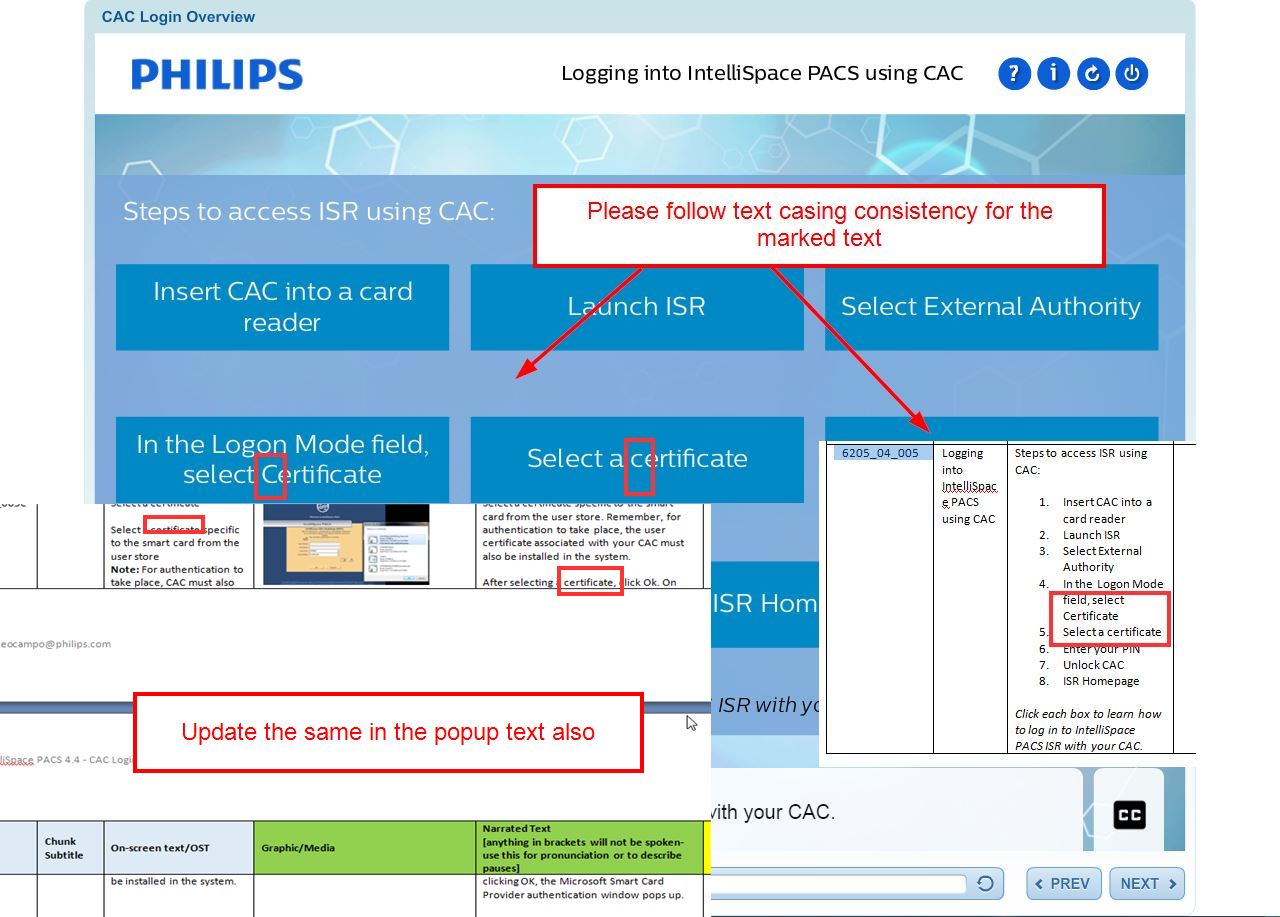 CAC Login Overview
PHILIPS
Logging into IntelliSpace PACS using CAC
? i
Steps to access ISR using CAC:
Please follow text casing consistency for the
marked text
Insert CAC into a card
reader
Launch ISR
Select External Authority
In the Logon Mode field,
select Certificate
Select a certificate
6205_04_005
Logging
into
IntelliSpac
e PACS
using CAC
Steps to access ISR using
CAC:
1. Insert CAC into a
card reader
2. Launch ISR
3. Select External
Authority
4. In the Logon Mode
field, select
Certificate
5. Select a certificate
6. Enter your PIN
7. Unlock CAC
8. ISR Homepage
Click each box to learn how
to log in to IntelliSpace
PACS ISR with your CAC.
Select a certificate
Select a certificate specific
to the smart card from the
user store
Note: For authentication to
take place, CAC must also
Select a certificate specific to the smart
card from the user store. Remember, for
authentication to take place, the user
certificate associated with your CAC must
also be installed in the system.
After selecting a certificate, click Ok. On
ISR Hom
eocampo@philips.com
ISR with yo
Update the same in the popup text also
lliSpace PACS 4.4 - CAC Logi
with your CAC.
CC
Chunk
Subtitle
On-screen text/OST
Graphic/Media
Narrated Text
[anything in brackets will not be spoken-
use this for pronunciation or to describe
pauses]
be installed in the system.
clicking OK, the Microsoft Smart Card
Provider authentication window pops up.
PREV
NEXT